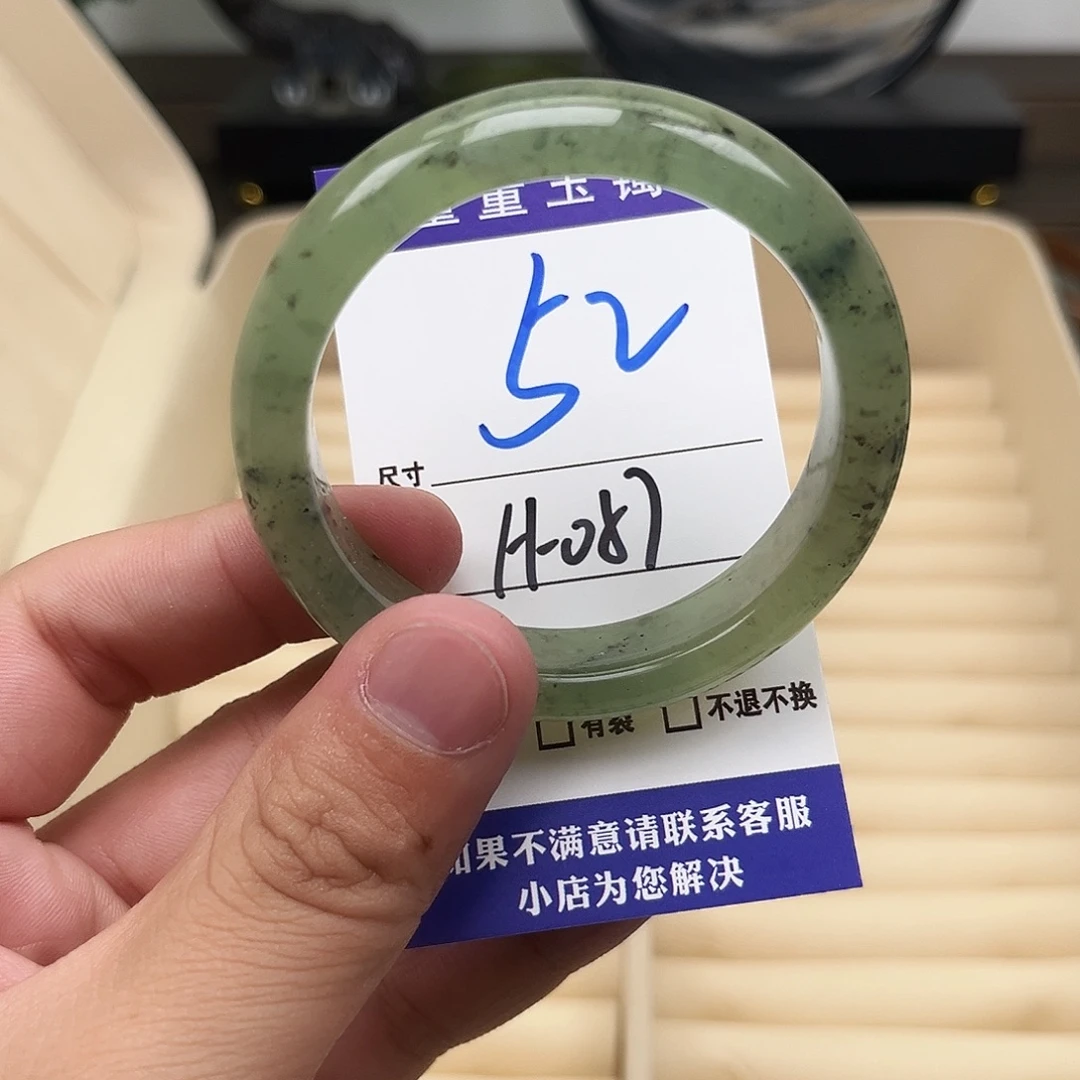 重玉镯
52
尺寸
H-087
有裂 不退不换
如果不满意请联系客服
小店为您解决